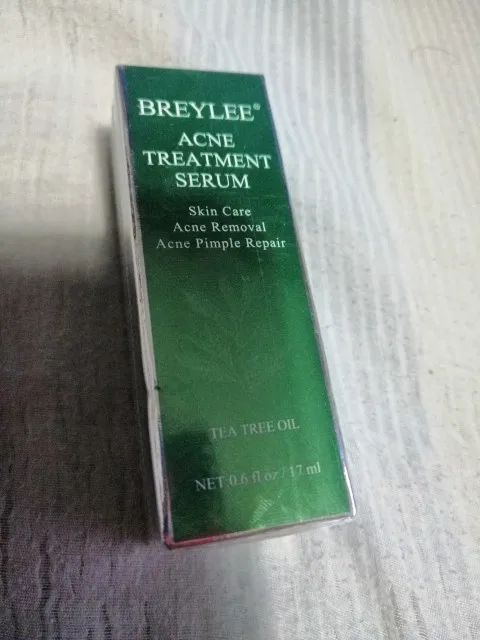 BREYLEE®
ACNE
TREATMENT
SERUM
Skin Care
Acne Removal
Acne Pimple Repair
TEA TREE OIL
NET 0.6 fl oz / 17 ml